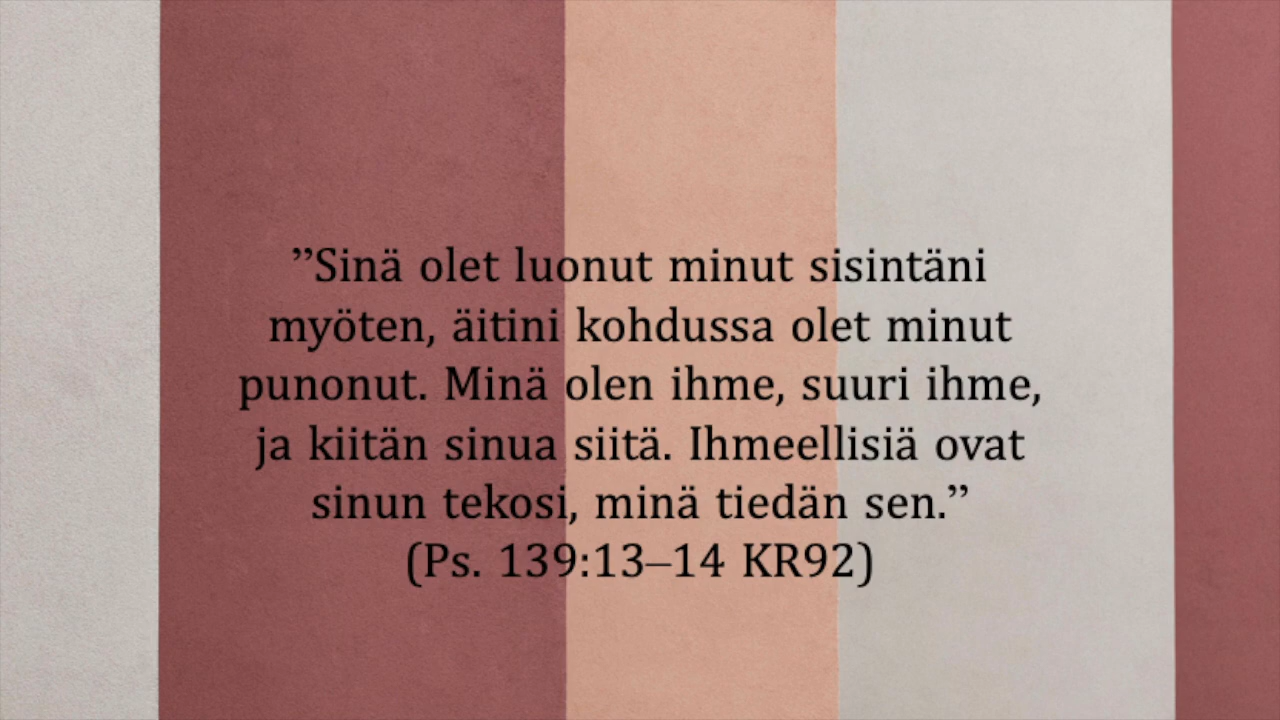 ”Sinä olet luonut minut sisintäni
myöten, äitini kohdussa olet minut
punonut. Minä olen ihme, suuri ihme,
ja kiitän sinua siitä. Ihmeellisiä ovat
sinun tekosi, minä tiedän sen.”
(Ps. 139:13–14 KR92)